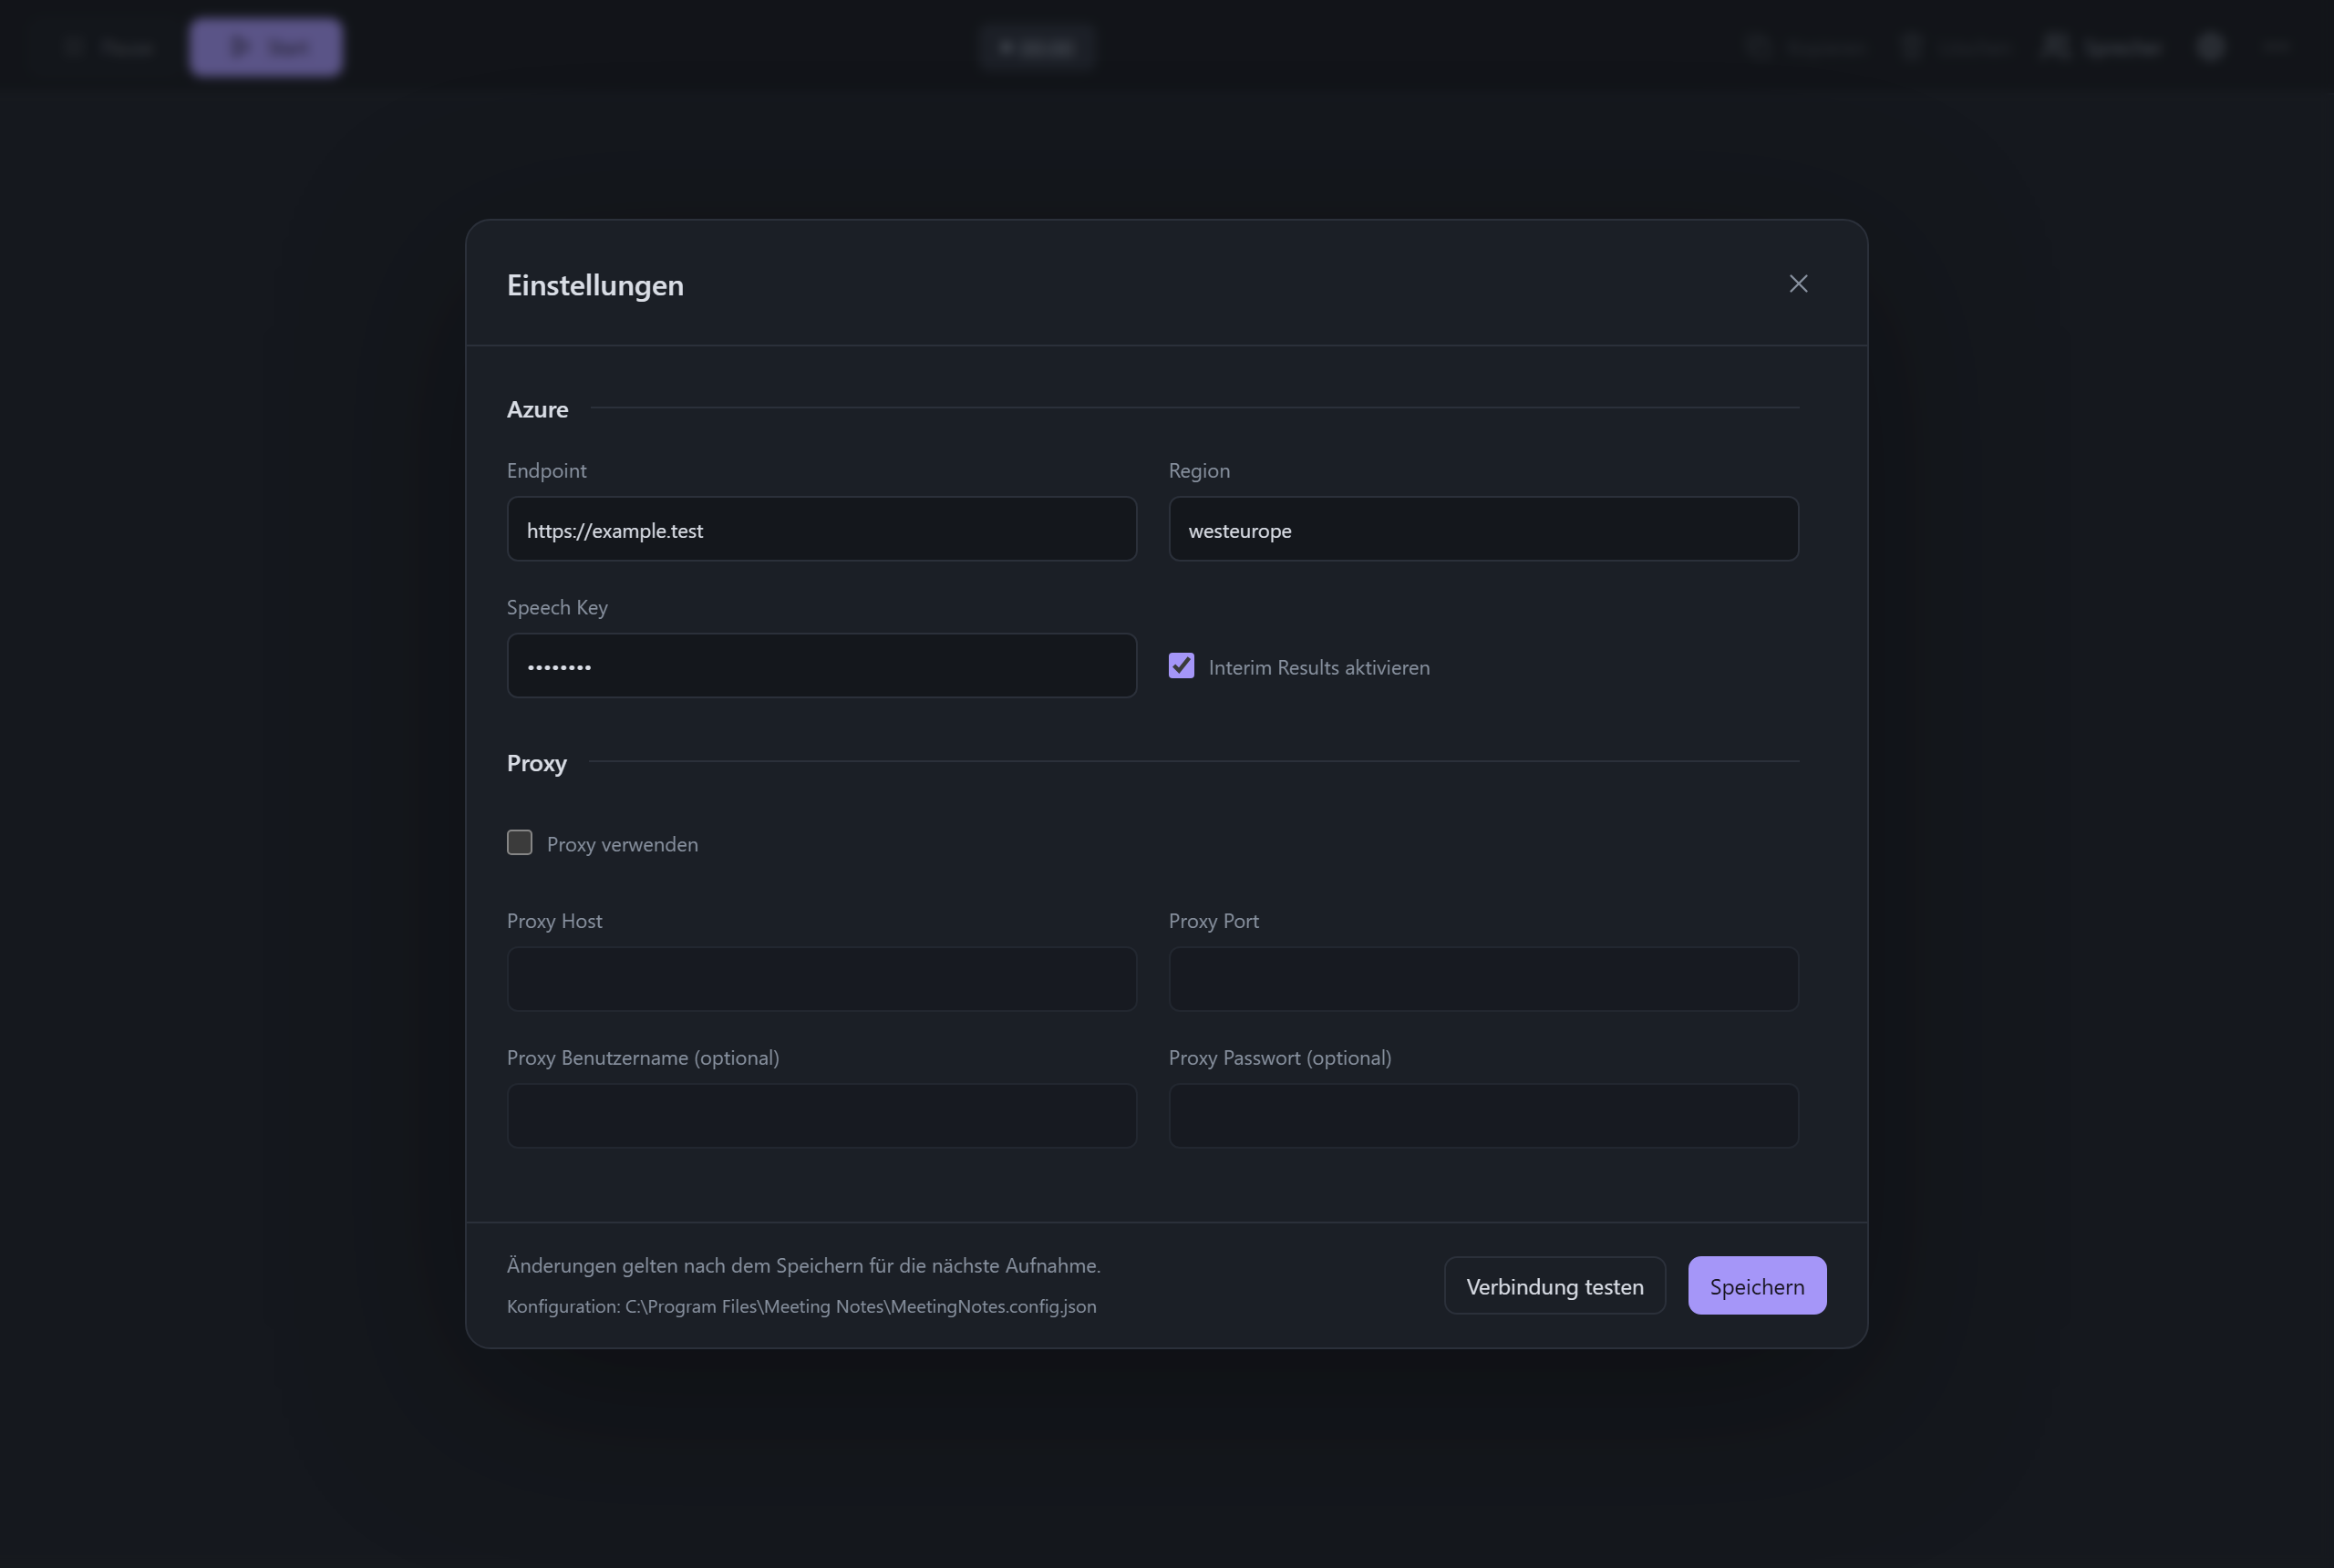 Einstellungen
Azure
Endpoint
Region
https://example.test
westeurope
Speech Key
••••••••
Interim Results aktivieren
Proxy
Proxy verwenden
Proxy Host
Proxy Port
Proxy Benutzername (optional)
Proxy Passwort (optional)
Änderungen gelten nach dem Speichern für die nächste Aufnahme.
Konfiguration: C:\Program Files\Meeting Notes\MeetingNotes.config.json
Verbindung testen
Speichern